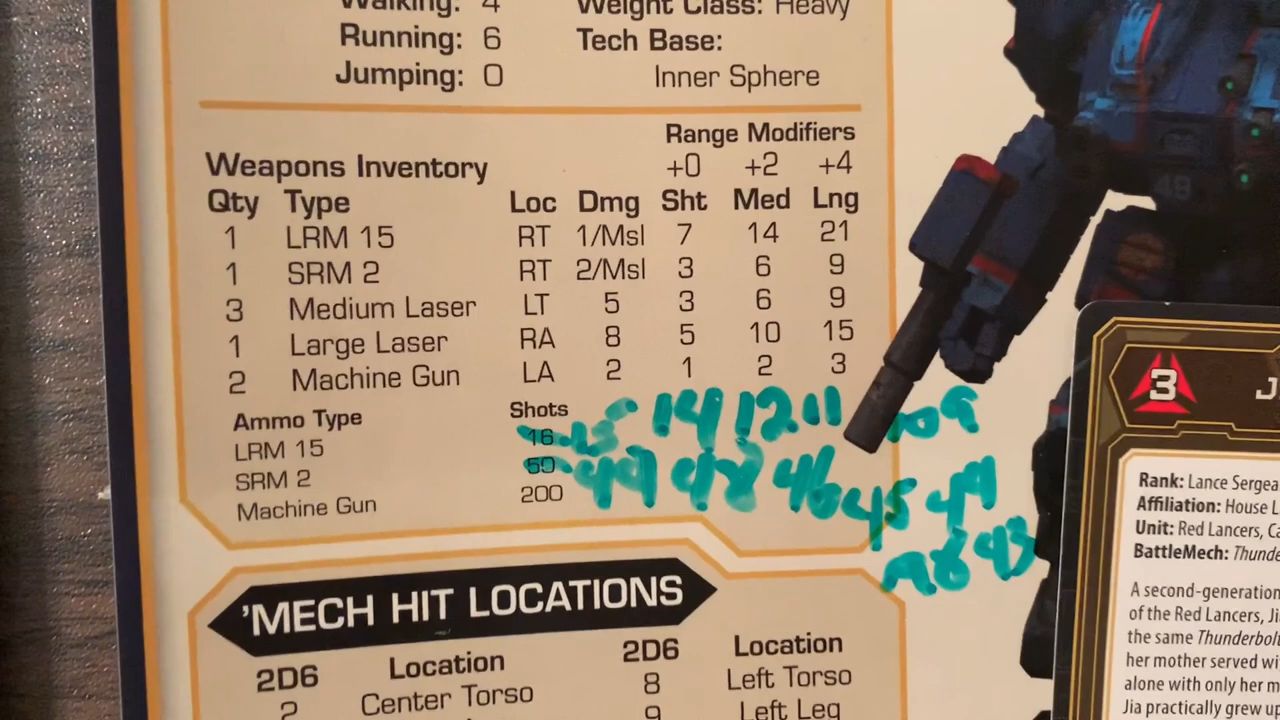 Walking: 4 Weight Class: Heavy
Running: 6 Tech Base:
Jumping: 0 Inner Sphere
Range Modifiers
Weapons Inventory +0 +2 +4
Qty Type Loc Dmg Sht Med Lng
1 LRM 15 RT 1/Msl 7 14 21
1 SRM 2 RT 2/Msl 3 6 9
3 Medium Laser LT 5 3 6 9
1 Large Laser RA 8 5 10 15
2 Machine Gun LA 2 1 2 3
Ammo Type Shots
LRM 15 16 15 14 12 11 10 9
SRM 2 50 49 48 46 45 44
Machine Gun 200
43
'MECH HIT LOCATIONS
2D6 Location 2D6 Location
2 Center Torso 8 Left Torso
9 Left Leg
49
3 J
Rank: Lance Sergea
Affiliation: House L
Unit: Red Lancers, Ca
BattleMech: Thunde
A second-generation
of the Red Lancers, Ji
the same Thunderbolt
her mother served wi
alone with only her m
Jia practically grew up